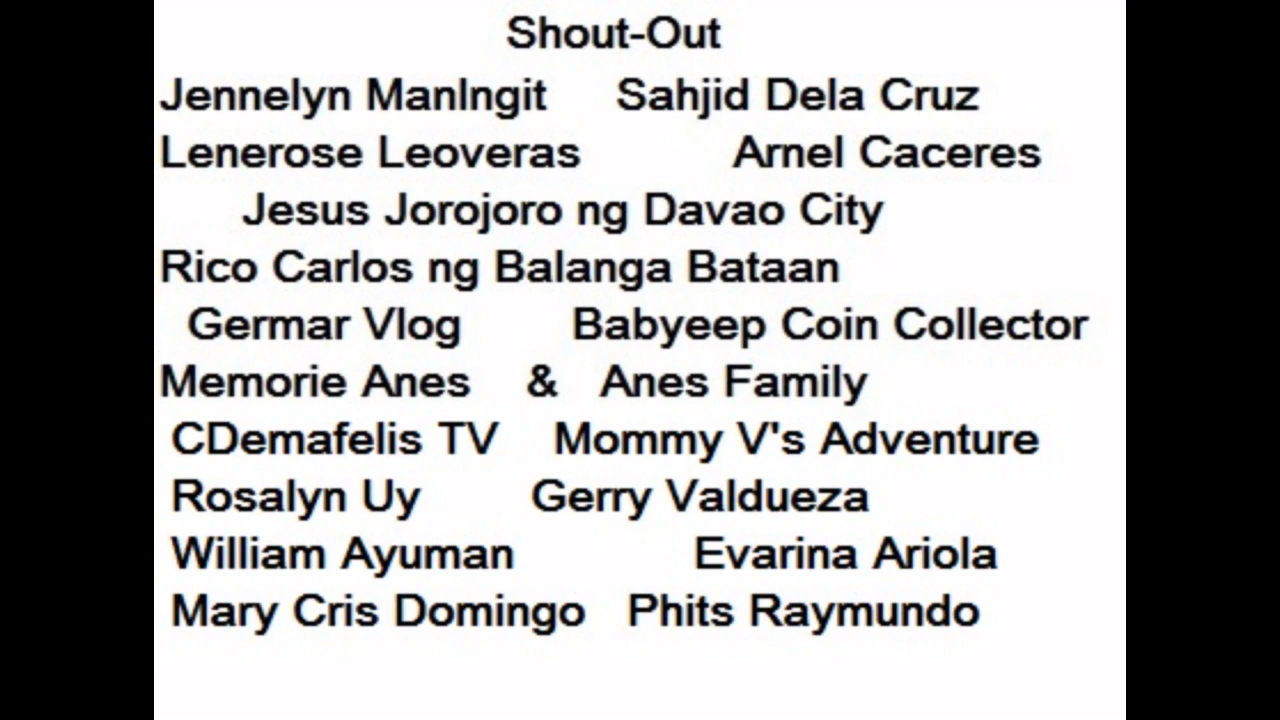 Shout-Out
Jennelyn ManIngit Sahjid Dela Cruz
Lenerose Leoveras Arnel Caceres
Jesus Jorojoro ng Davao City
Rico Carlos ng Balanga Bataan
Germar Vlog Babyeep Coin Collector
Memorie Anes & Anes Family
CDemafelis TV Mommy V's Adventure
Rosalyn Uy Gerry Valdueza
William Ayuman Evarina Ariola
Mary Cris Domingo Phits Raymundo